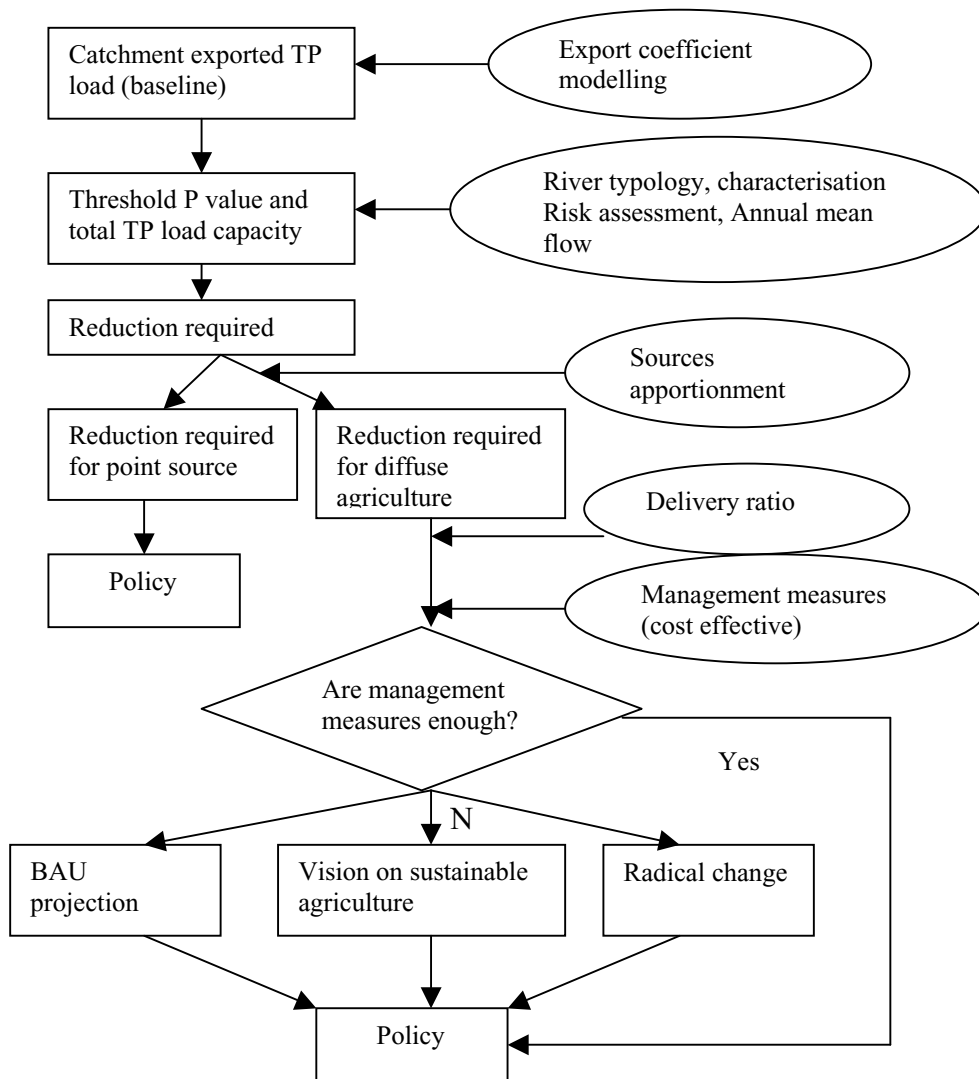 Catchment exported TP
load (baseline)
Export coefficient
modelling
Threshold P value and
total TP load capacity
River typology, characterisation
Risk assessment, Annual mean
flow
Reduction required
Sources
apportionment
Reduction required
for point source
Reduction required
for diffuse
agriculture
Delivery ratio
Policy
Management measures
(cost effective)
Are management
measures enough?
Yes
N
BAU
projection
Vision on sustainable
agriculture
Radical change
Policy